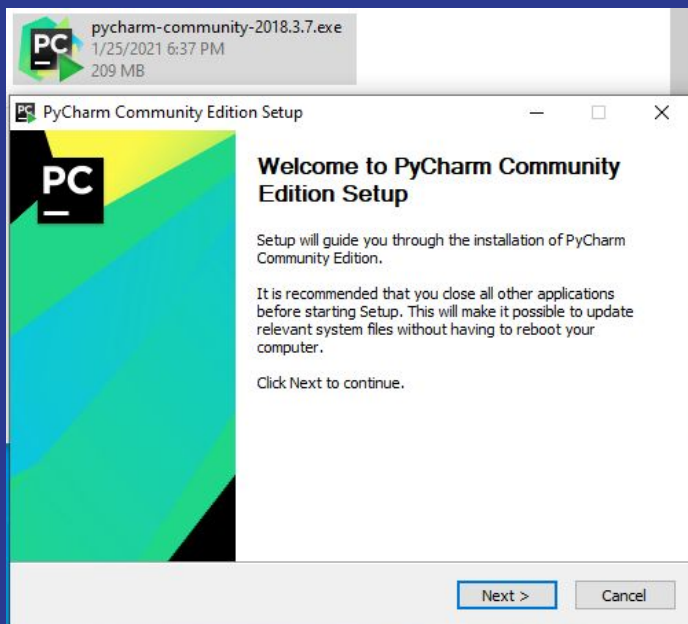 pycharm-community-2018.3.7.exe
1/25/2021 6:37 PM
209 MB
PC
PyCharm Community Edition Setup
PC
Welcome to PyCharm Community
Edition Setup
Setup will guide you through the installation of PyCharm
Community Edition.
It is recommended that you close all other applications
before starting Setup. This will make it possible to update
relevant system files without having to reboot your
computer.
Click Next to continue.
Next >
Cancel